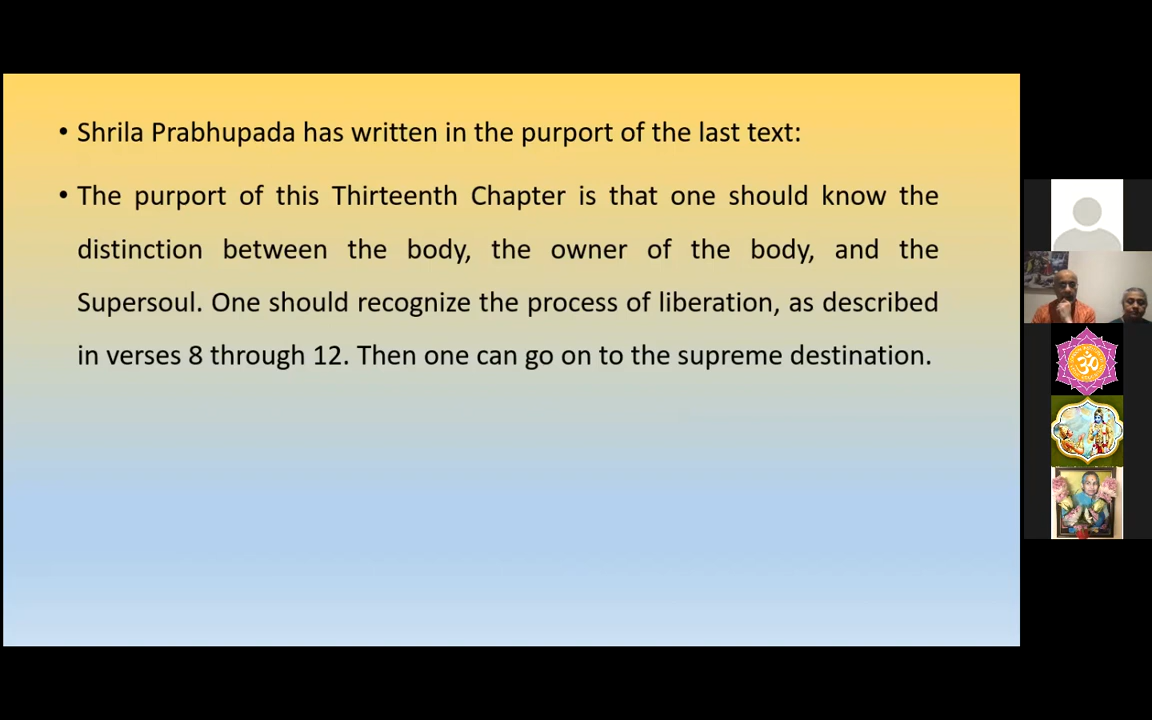 • Shrila Prabhupada has written in the purport of the last text:
• The purport of this Thirteenth Chapter is that one should know the
distinction between the body, the owner of the body, and the
Supersoul. One should recognize the process of liberation, as described
in verses 8 through 12. Then one can go on to the supreme destination.
ॐ